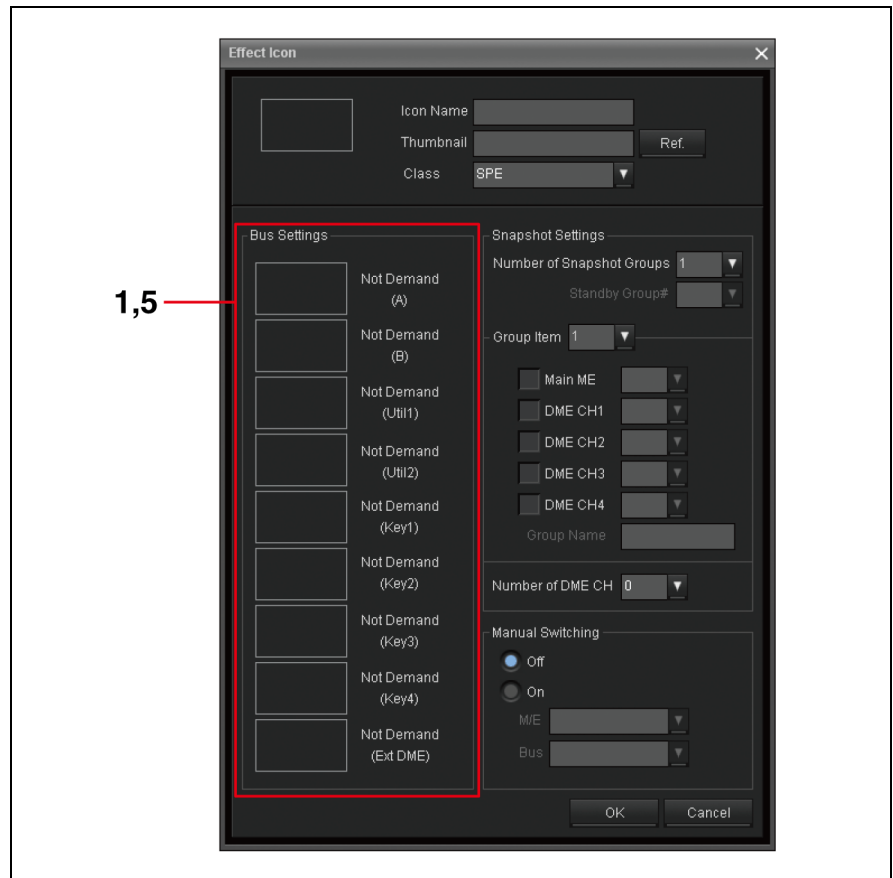 Effect Icon
Icon Name
Thumbnail
Ref.
Class
SPE
1,5
Bus Settings
Not Demand
(A)
Not Demand
(B)
Not Demand
(Util1)
Not Demand
(Util2)
Not Demand
(Key1)
Not Demand
(Key2)
Not Demand
(Key3)
Not Demand
(Key4)
Not Demand
(Ext DME)
Snapshot Settings
Number of Snapshot Groups 1
Standby Group#
Group Item 1
Main ME
DME CH1
DME CH2
DME CH3
DME CH4
Group Name
Number of DME CH 0
Manual Switching
Off
On
M/E
Bus
OK
Cancel